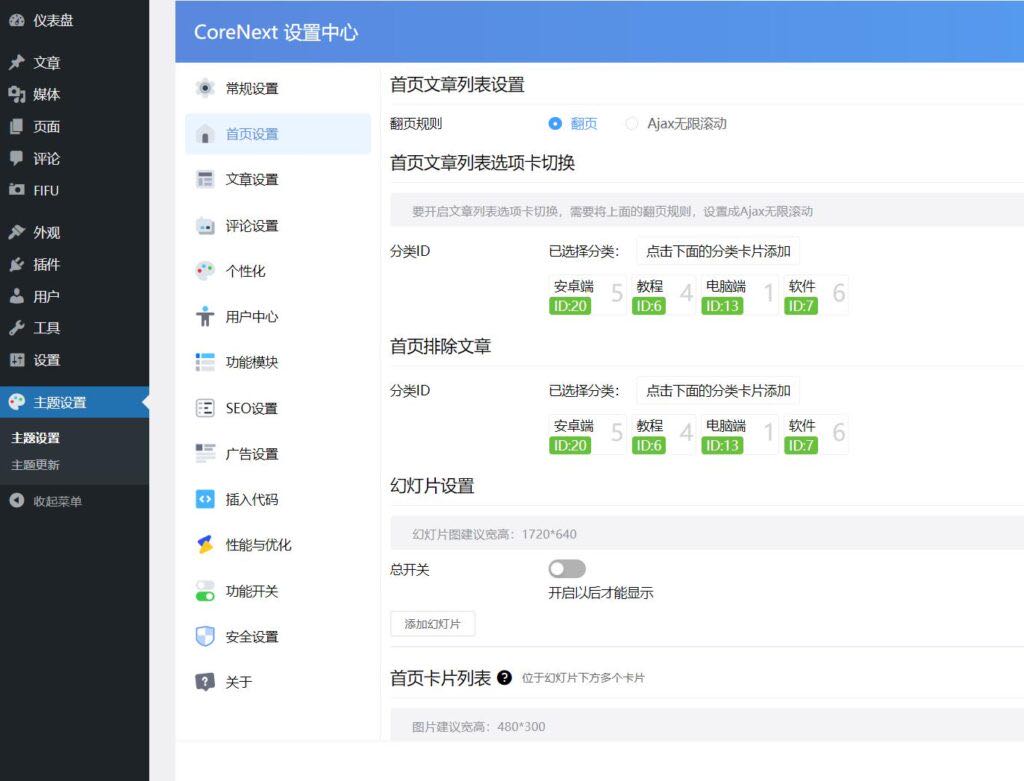 仪表盘
文章
媒体
页面
评论
FIFU
外观
插件
用户
工具
设置
主题设置
主题设置
主题更新
收起菜单
CoreNext 设置中心
常规设置
首页设置
文章设置
评论设置
个性化
用户中心
功能模块
SEO设置
广告设置
插入代码
性能与优化
功能开关
安全设置
关于
首页文章列表设置
翻页规则 翻页 Ajax无限滚动
首页文章列表选项卡切换
要开启文章列表选项卡切换，需要将上面的翻页规则，设置成Ajax无限滚动
分类ID 已选择分类： 点击下面的分类卡片添加
安卓端 5 教程 4 电脑端 1 软件 6
ID:20 ID:6 ID:13 ID:7
首页排除文章
分类ID 已选择分类： 点击下面的分类卡片添加
安卓端 5 教程 4 电脑端 1 软件 6
ID:20 ID:6 ID:13 ID:7
幻灯片设置
幻灯片图建议宽高：1720*640
总开关
开启以后才能显示
添加幻灯片
首页卡片列表 ? 位于幻灯片下方多个卡片
图片建议宽高：480*300